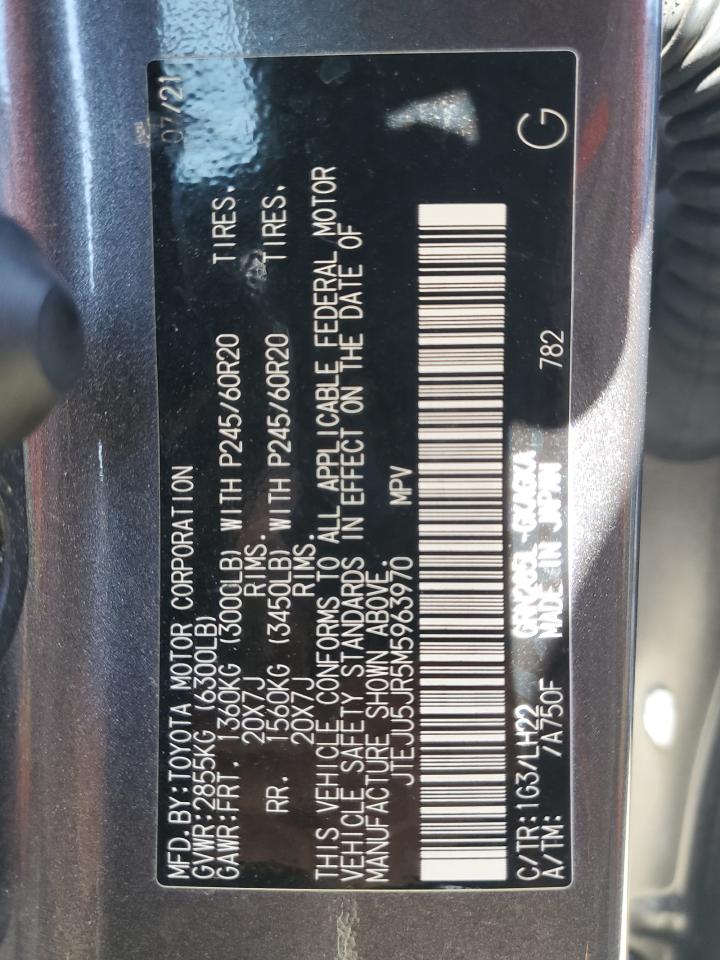 MFD.BY:TOYOTA MOTOR CORPORATION 07/21
GVWR:2855KG (6300LB)
GAWR:FRT. 1360KG (3000LB) WITH P245/60R20 TIRES,
20X7J RIMS.
RR. 1560KG (3450LB) WITH P245/60R20 TIRES,
20X7J RIMS.
THIS VEHICLE CONFORMS TO ALL APPLICABLE FEDERAL MOTOR
VEHICLE SAFETY STANDARDS IN EFFECT ON THE DATE OF
MANUFACTURE SHOWN ABOVE.
JTEJU5JR5M5963970 MPV
C/TR:1G3/LH22 GRN285L-GKAGKA
A/TM: /A750F MADE IN JAPAN 782
G